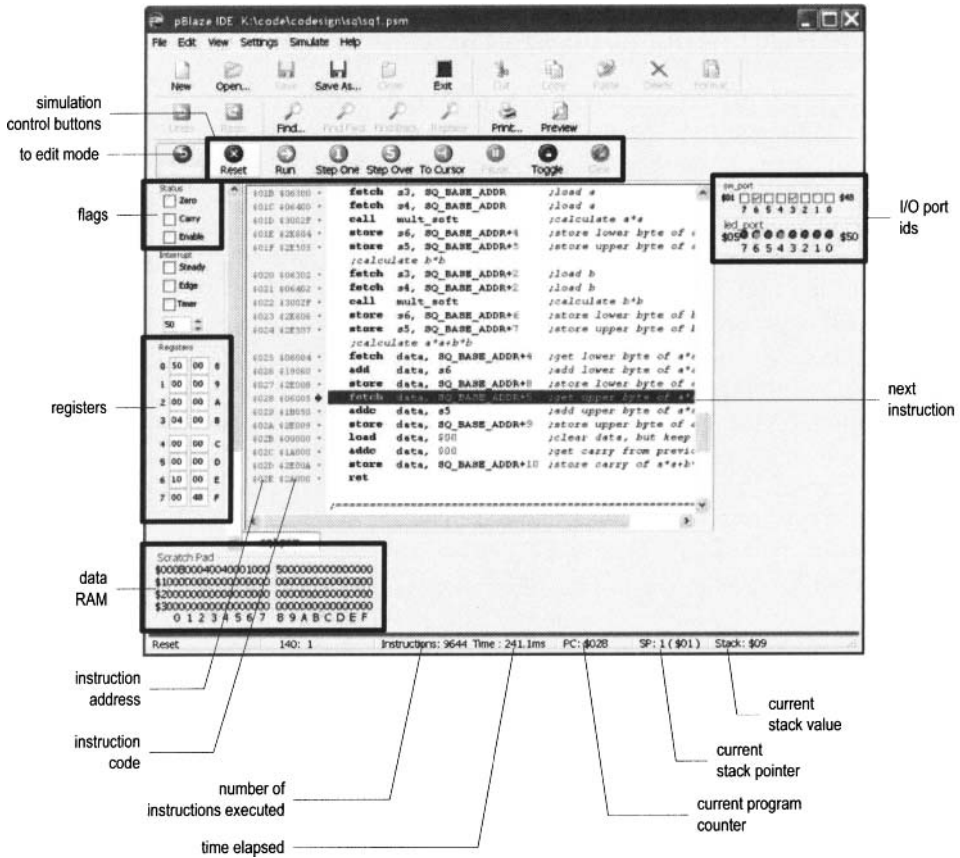 pBlaze IDE K:\code\codesign\sq\sq1.psm
File Edit View Settings Simulate Help
New Open... Save Save As... Close Exit Cut Copy Paste Delete Format
Undo Redo Find... Find First Find Back Replace Print... Preview
Reset Run Step One Step Over To Cursor Pause Toggle
simulation
control buttons
to edit mode
flags
Status
Zero
Carry
Enable
Interrupt
Steady
Edge
Timer
50
registers
Registers
0 50 00 8
1 00 00 9
2 00 00 A
3 04 00 B
4 00 00 C
5 00 00 D
6 10 00 E
7 00 48 F
fetch s3, SQ_BASE_ADDR ;load a
fetch s4, SQ_BASE_ADDR ;load a
call mult_soft ;calculate a*a
store s6, SQ_BASE_ADDR+4 ;store lower byte of
store s5, SQ_BASE_ADDR+5 ;store upper byte of
;calculate b*b
fetch s3, SQ_BASE_ADDR+2 ;load b
fetch s4, SQ_BASE_ADDR+2 ;load b
call mult_soft ;calculate b*b
store s6, SQ_BASE_ADDR+6 ;store lower byte of
store s5, SQ_BASE_ADDR+7 ;store upper byte of
;calculate a*a+b*b
fetch data, SQ_BASE_ADDR+4 ;get lower byte of a*
add data, s6 ;add lower byte of
store data, SQ_BASE_ADDR+8 ;store lower byte of
fetch data, SQ_BASE_ADDR+5 ;get upper byte of a*
addc data, s5 ;add upper byte of
store data, SQ_BASE_ADDR+9 ;store upper byte of
load data, $00 ;clear data, but keep
addc data, $00 ;get carry from previc
store data, SQ_BASE_ADDR+10 ;store carry of a*a+b*
ret
sw_port
$01 $48
7 6 5 4 3 2 1 0
led_port
$05 $50
7 6 5 4 3 2 1 0
I/O port
ids
next
instruction
data
RAM
Scratch Pad
0 1 2 3 4 5 6 7 8 9 A B C D E F
Reset 140: 1 Instructions: 9644 Time : 241.1ms PC: $028 SP: 1 ( $01) Stack: $09
instruction
address
instruction
code
number of
instructions executed
time elapsed
current
stack value
current
stack pointer
current program
counter